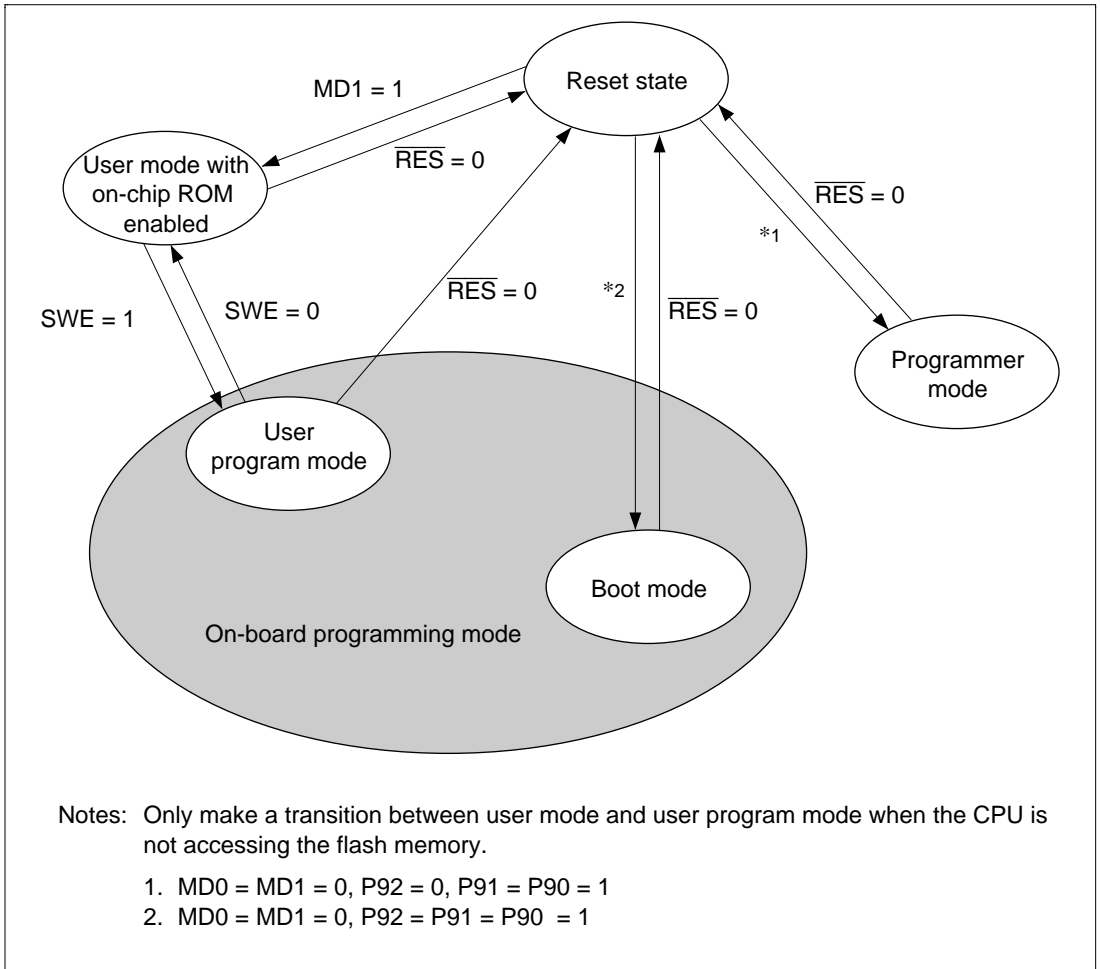 Reset state
MD1 = 1
RES = 0
User mode with
on-chip ROM
enabled
RES = 0
*1
SWE = 1
SWE = 0
RES = 0
*2
RES = 0
Programmer
mode
User
program mode
Boot mode
On-board programming mode
Notes: Only make a transition between user mode and user program mode when the CPU is
not accessing the flash memory.
1. MD0 = MD1 = 0, P92 = 0, P91 = P90 = 1
2. MD0 = MD1 = 0, P92 = P91 = P90 = 1